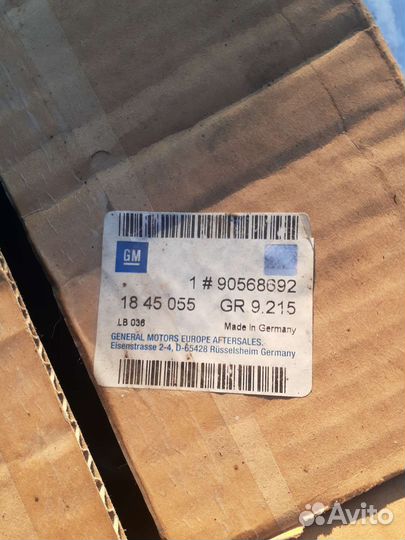 GM
1 # 90568692
18 45 055 GR 9.215
LB 036 Made in Germany
GENERAL MOTORS EUROPE AFTERSALES.
Eisenstrasse 2-4, D-65428 Rüsselsheim Germany
Avito